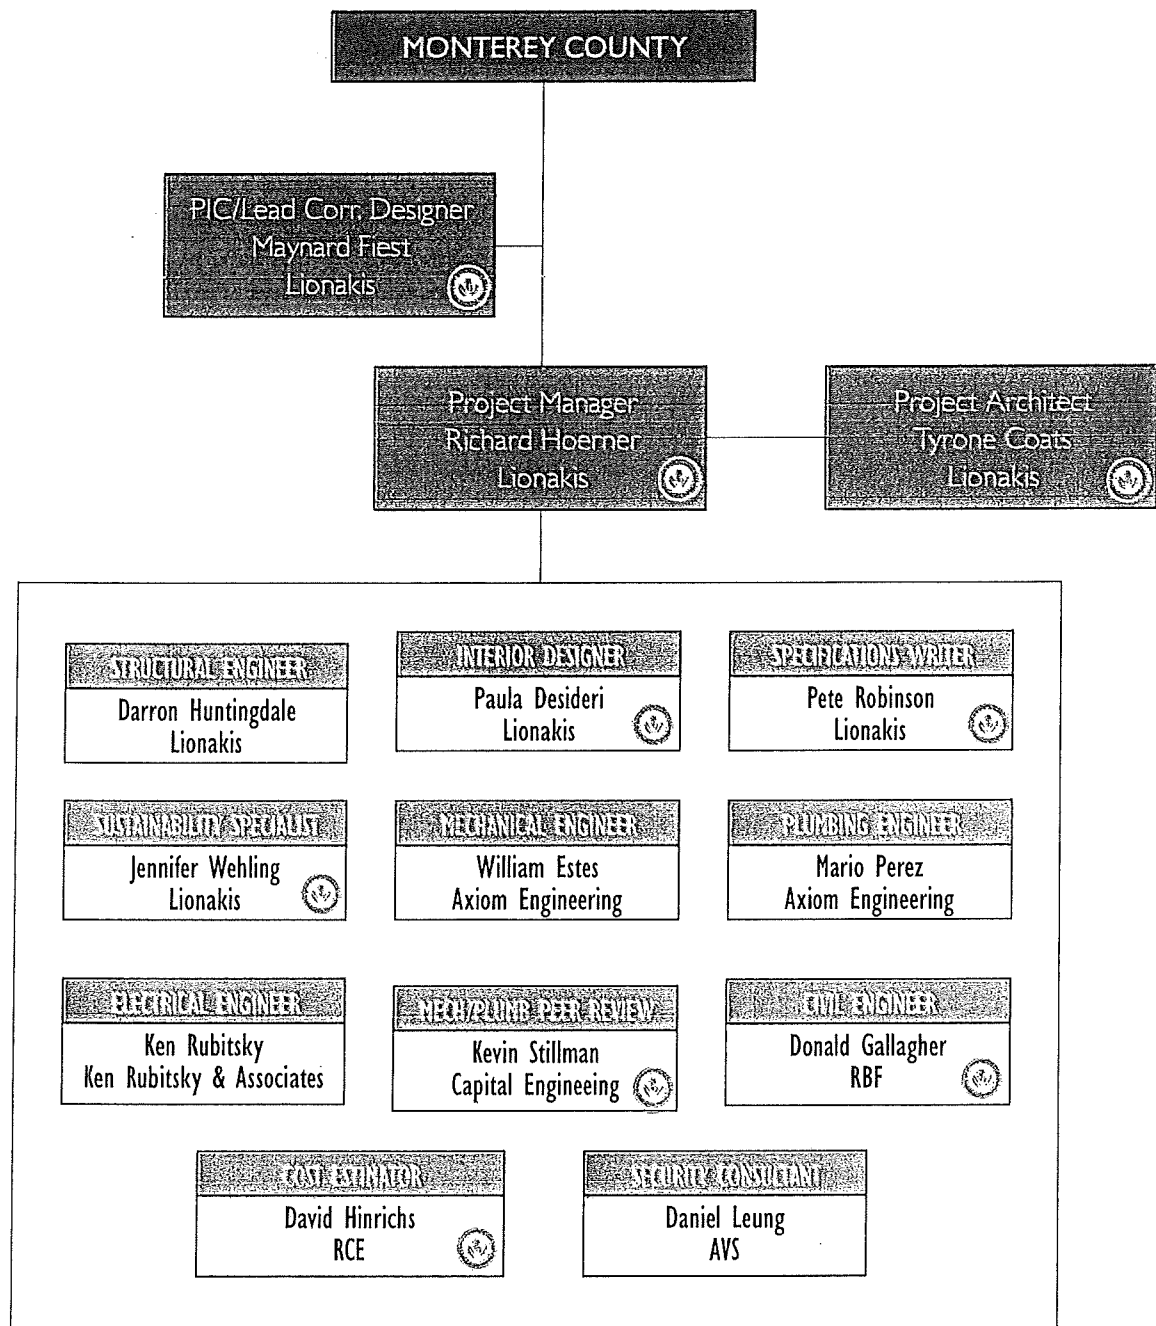 MONTEREY COUNTY
PIC/Lead Corr. Designer
Maynard Fiest
Lionakis
Project Manager
Richard Hoerner
Lionakis
Project Architect
Tyrone Coats
Lionakis
STRUCTURAL ENGINEER
Darron Huntingdale
Lionakis
INTERIOR DESIGNER
Paula Desideri
Lionakis
SPECIFICATIONS WRITER
Pete Robinson
Lionakis
SUSTAINABILITY SPECIALIST
Jennifer Wehling
Lionakis
MECHANICAL ENGINEER
William Estes
Axiom Engineering
PLUMBING ENGINEER
Mario Perez
Axiom Engineering
ELECTRICAL ENGINEER
Ken Rubitsky
Ken Rubitsky & Associates
MECH/PLUMB PEER REVIEW
Kevin Stillman
Capital Engineeing
CIVIL ENGINEER
Donald Gallagher
RBF
COST ESTIMATOR
David Hinrichs
RCE
SECURITY CONSULTANT
Daniel Leung
AVS